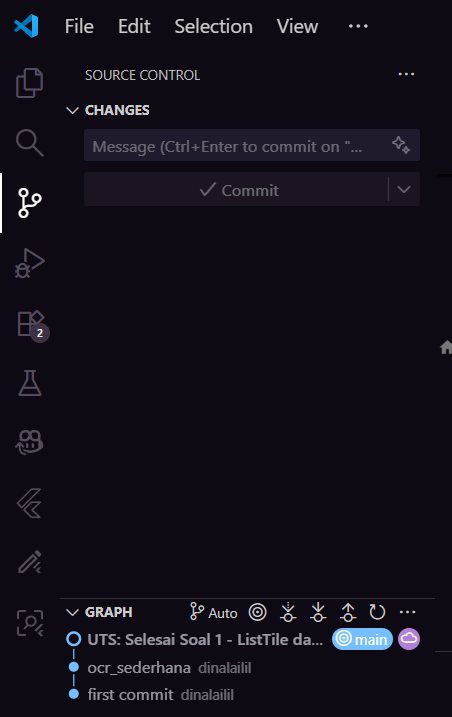 File Edit Selection View ...
SOURCE CONTROL ...
CHANGES
Message (Ctrl+Enter to commit on "...
Commit
2
GRAPH Auto ...
UTS: Selesai Soal 1 - ListTile da... main
ocr_sederhana dinalailil
first commit dinalailil